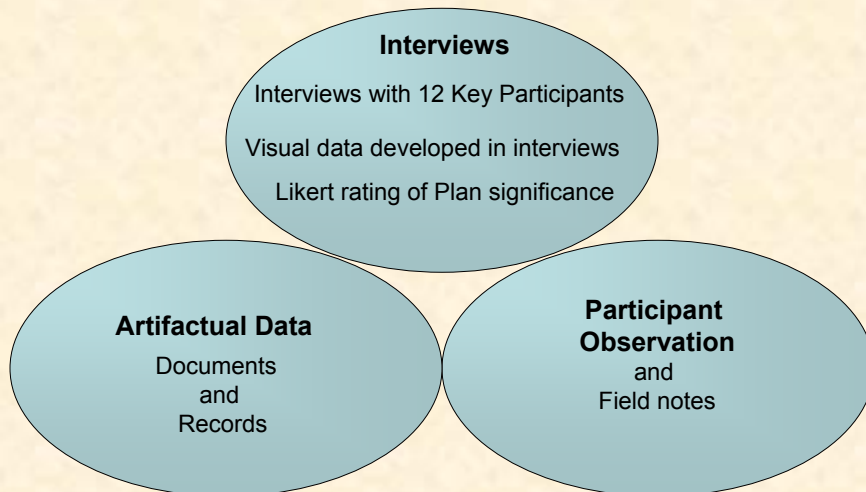 Interviews
Interviews with 12 Key Participants
Visual data developed in interviews
Likert rating of Plan significance
Artifactual Data
Documents
and
Records
Participant
Observation
and
Field notes